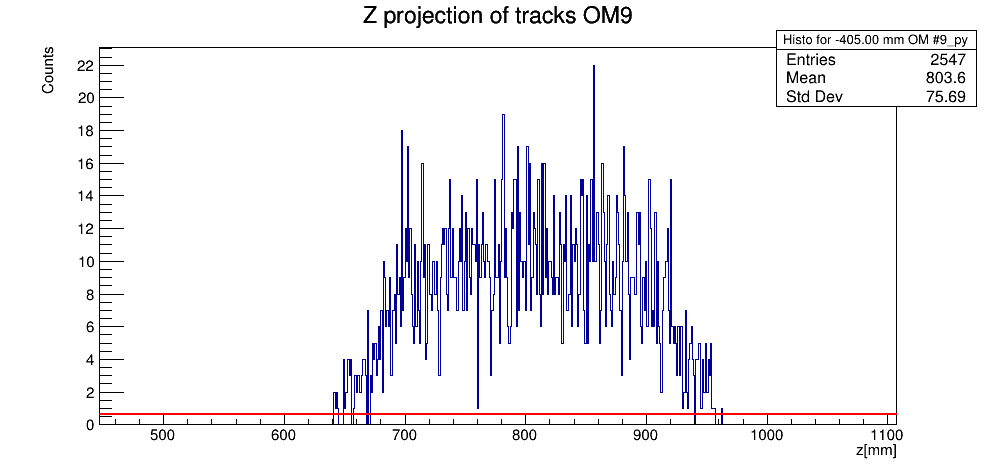 Z projection of tracks OM9
Histo for -405.00 mm OM #9_py
Entries 2547
Mean 803.6
Std Dev 75.69
Counts
22
20
18
16
14
12
10
8
6
4
2
0
500 600 700 800 900 1000 1100
z[mm]